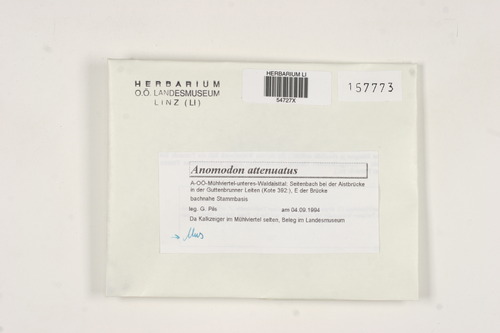 HERBARIUM
O.Ö. LANDESMUSEUM
LINZ (LI)
HERBARIUM LI
54727X
157773
Anomodon attenuatus
A-OÖ-Mühlviertel-unteres-Waldaisttal: Seitenbach bei der Aistbrücke
in der Guttenbrunner Leiten (Kote 392;), E der Brücke
bachnahe Stammbasis
leg. G. Pils am 04.09.1994
Da Kalkzeiger im Mühlviertel selten, Beleg im Landesmuseum